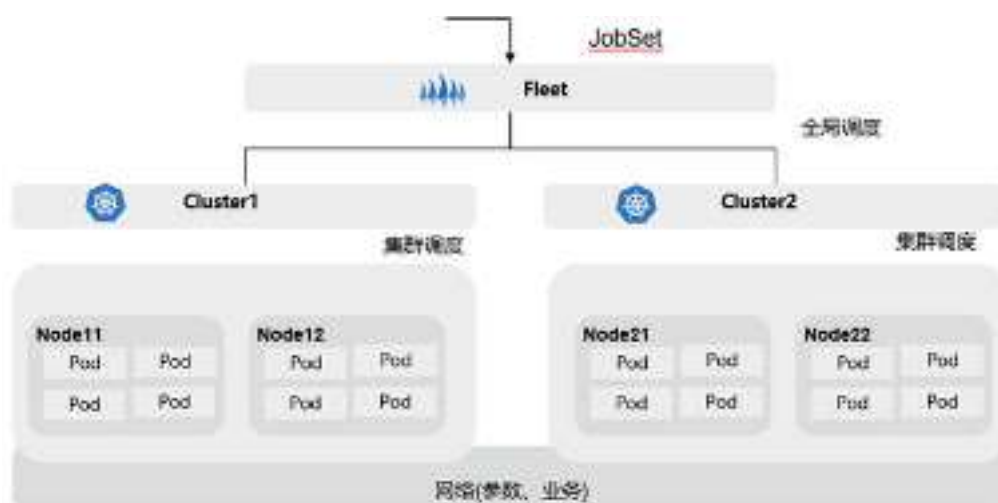 JobSet
Fleet
全局调度
Cluster1
Cluster2
集群调度
集群调度
Node11
Node12
Node21
Node22
Pod Pod Pod Pod Pod Pod Pod Pod
Pod Pod Pod Pod Pod Pod Pod Pod
网络(参数、业务)